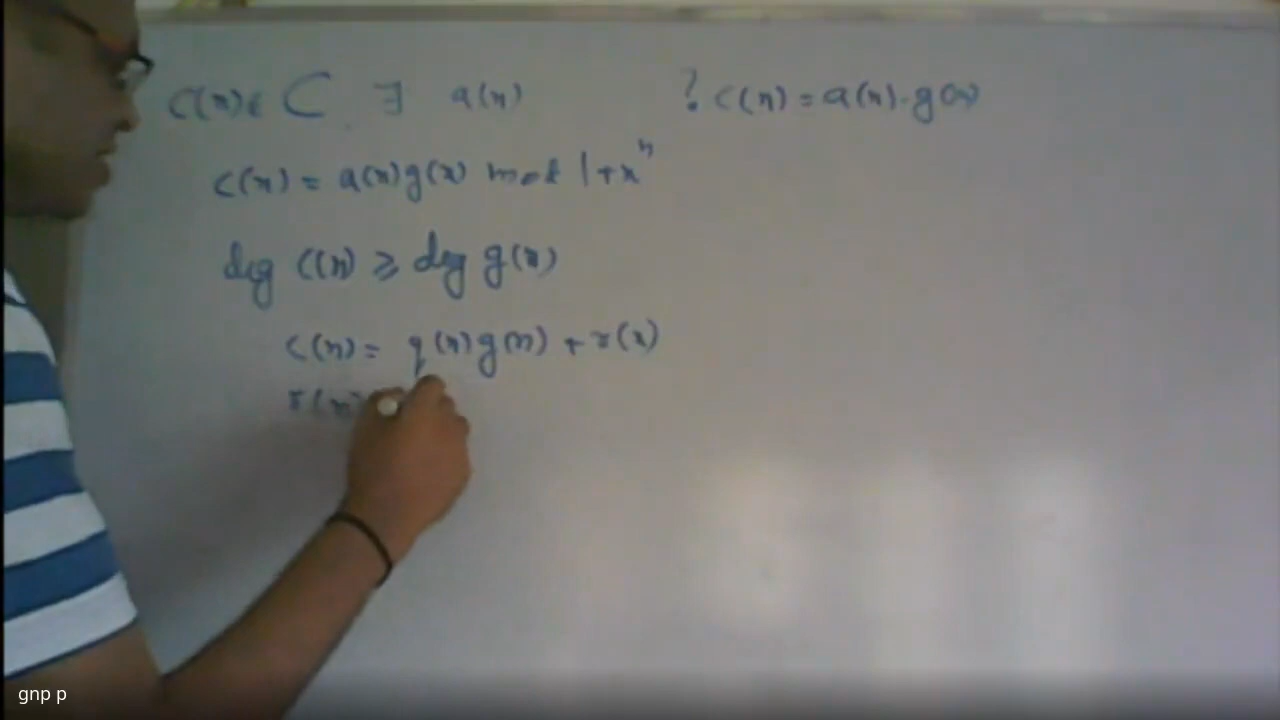 C(x) ∈ C ∃ a(x) ? C(x) = a(x).g(x)
C(x) = a(x)g(x) mod 1+x^n
deg C(x) ≥ deg g(x)
C(x) = q(x)g(x) + r(x)
r(x)
gnp p